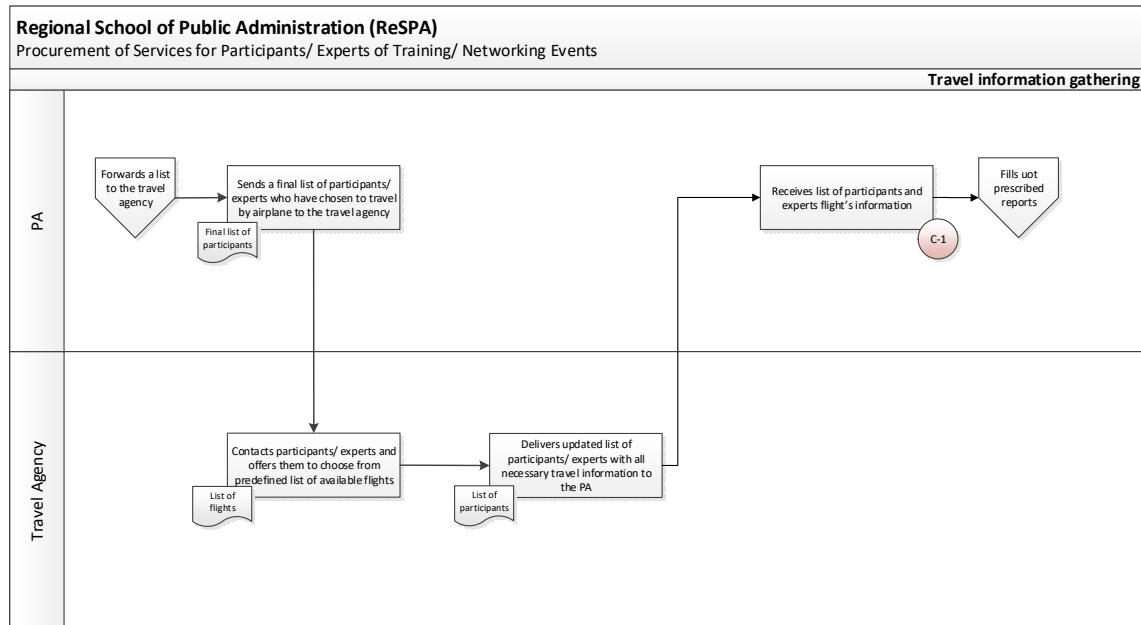 Regional School of Public Administration (ReSPA)
Procurement of Services for Participants/ Experts of Training/ Networking Events
Travel information gathering
PA
Forwards a list
to the travel
agency
Sends a final list of participants/
experts who have chosen to travel
by airplane to the travel agency
Final list of
participants
Receives list of participants and
experts flight's information
C-1
Fills uot
prescribed
reports
Travel Agency
Contacts participants/ experts and
offers them to choose from
predefined list of available flights
List of
flights
Delivers updated list of
participants/ experts with all
necessary travel information to
the PA
List of
participants